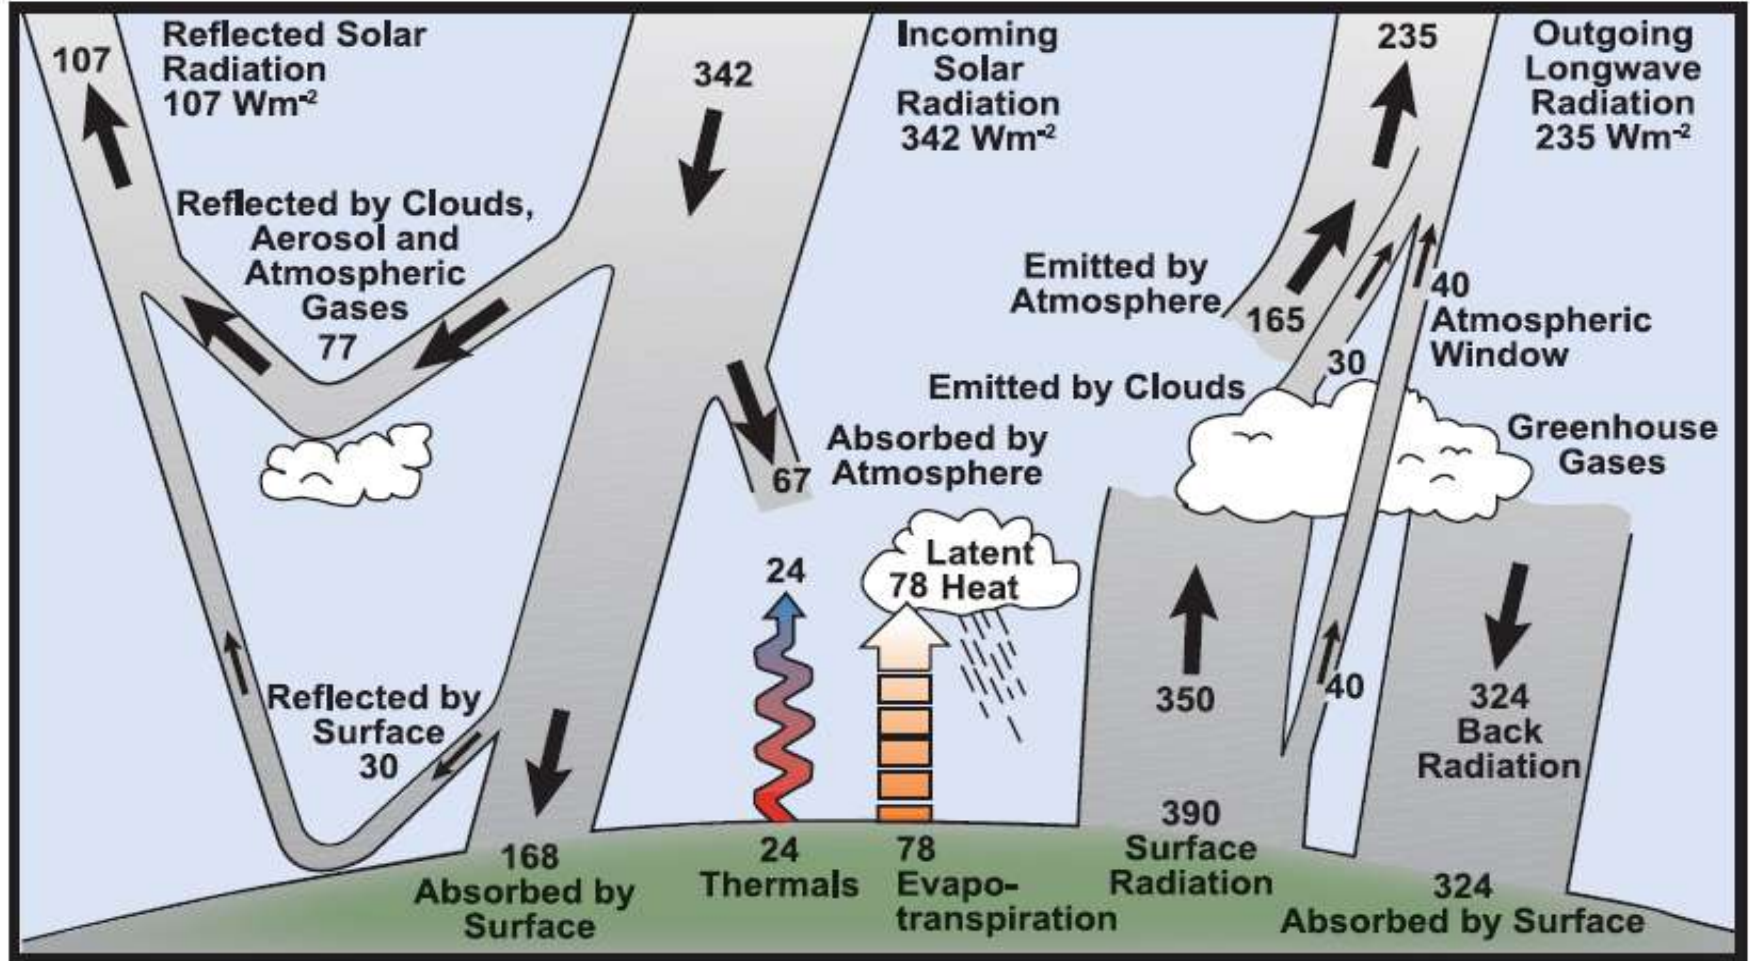 107
Reflected Solar
Radiation
107 Wm⁻²
342
Incoming
Solar
Radiation
342 Wm⁻²
235
Outgoing
Longwave
Radiation
235 Wm⁻²
Reflected by Clouds,
Aerosol and
Atmospheric
Gases
77
Emitted by
Atmosphere
165
40
Atmospheric
Window
30
Emitted by Clouds
Greenhouse
Gases
Absorbed by
Atmosphere
67
Latent
78 Heat
24
Reflected by
Surface
30
350
40
324
Back
Radiation
168
Absorbed by
Surface
24
Thermals
78
Evapo-
transpiration
390
Surface
Radiation
324
Absorbed by Surface